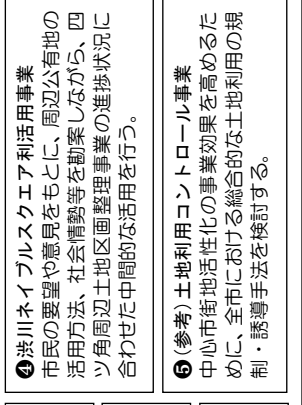 ❹渋川ネイブルスクエア利活用事業
市民の要望や意見をもとに、周辺公有地の
活用方法、社会情勢等を勘案しながら、四
ツ角周辺土地区画整理事業の進捗状況に
合わせた中間的な活用を行う。
❺(参考)土地利用コントロール事業
中心市街地活性化の事業効果を高めるた
めに、全市における総合的な土地利用の規
制・誘導手法を検討する。